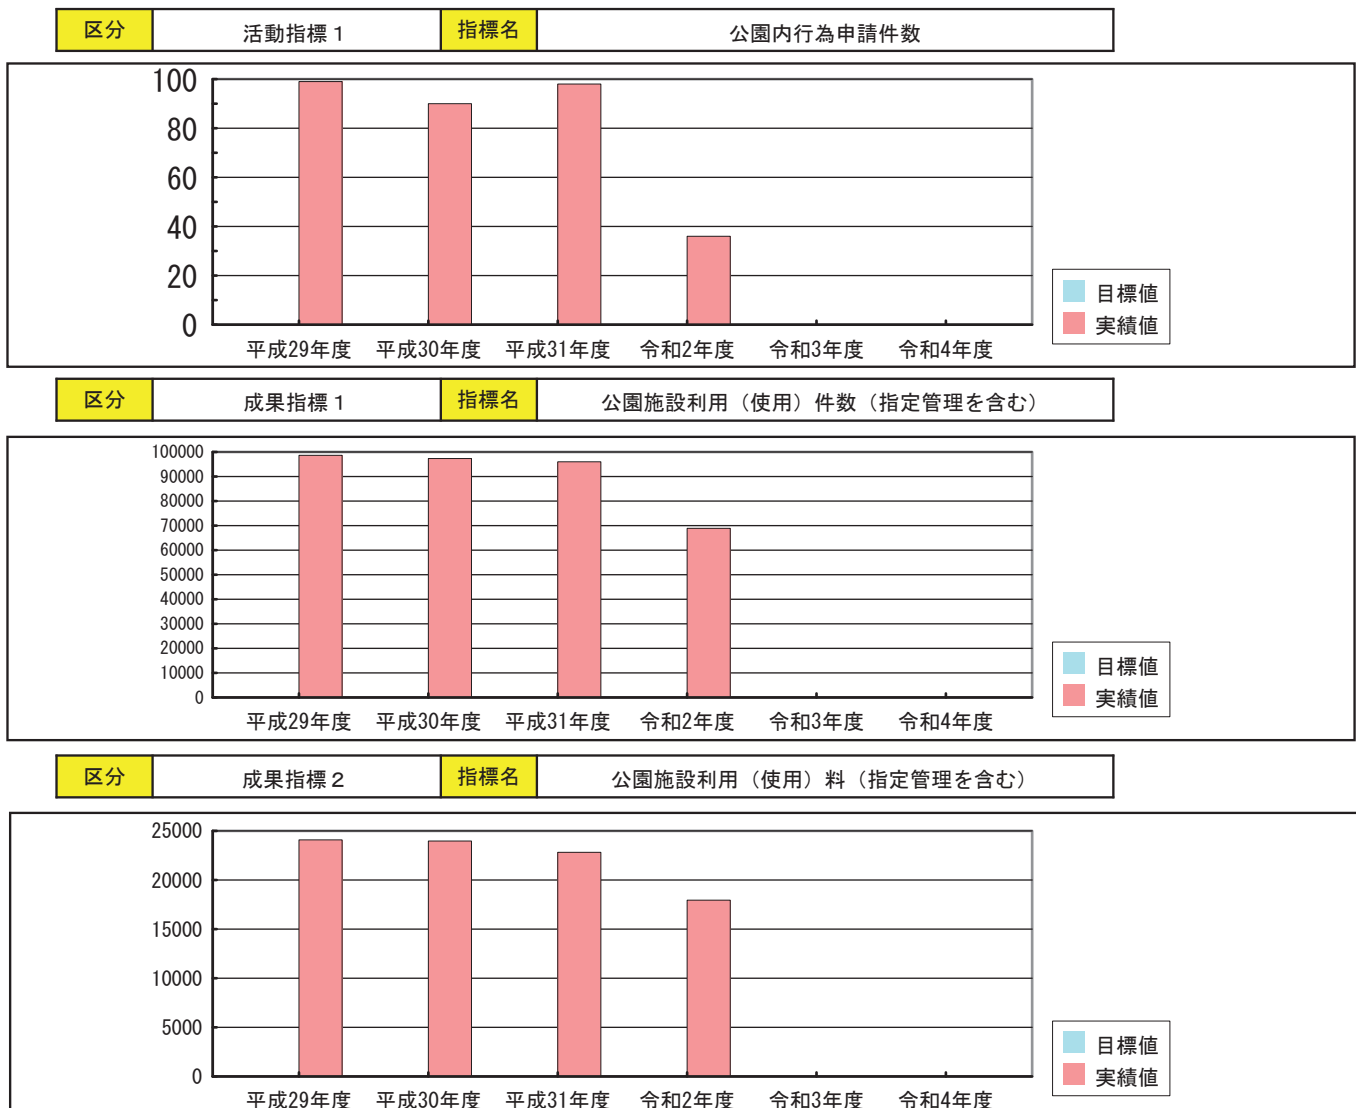 区分 活動指標１ 指標名 公園内行為申請件数
100
80
60
40
20
0
平成29年度 平成30年度 平成31年度 令和2年度 令和3年度 令和4年度
目標値
実績値
区分 成果指標１ 指標名 公園施設利用（使用）件数（指定管理を含む）
100000
90000
80000
70000
60000
50000
40000
30000
20000
10000
0
平成29年度 平成30年度 平成31年度 令和2年度 令和3年度 令和4年度
目標値
実績値
区分 成果指標２ 指標名 公園施設利用（使用）料（指定管理を含む）
25000
20000
15000
10000
5000
0
平成29年度 平成30年度 平成31年度 令和2年度 令和3年度 令和4年度
目標値
実績値